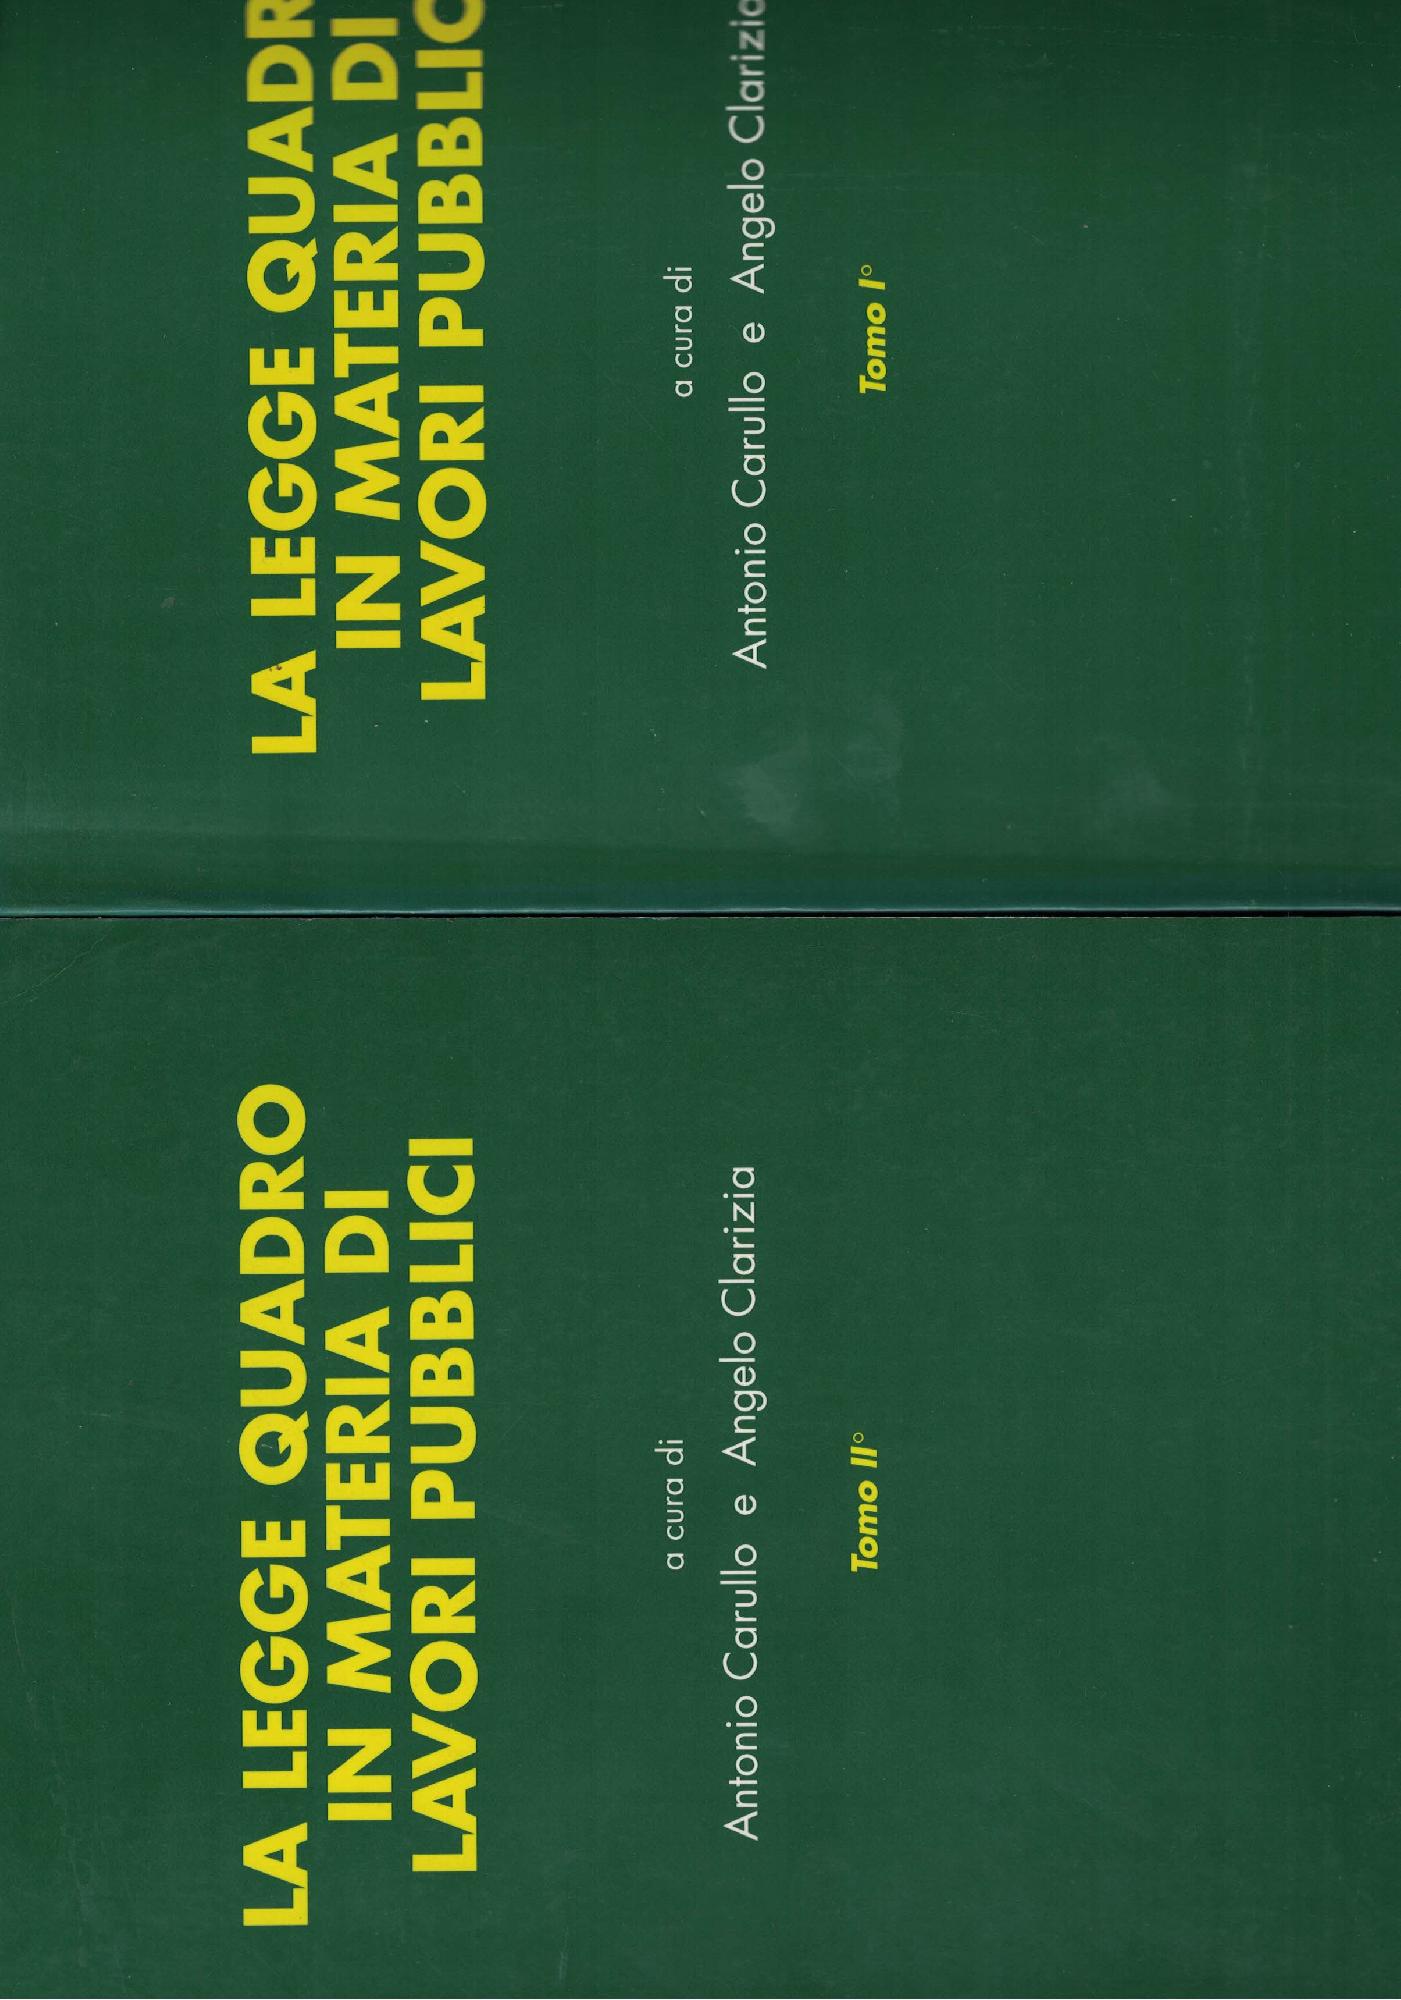 LA LEGGE QUADR
IN MATERIA DI
LAVORI PUBBLIC
a cura di
Antonio Carullo e Angelo Clarizia
Tomo I°
LA LEGGE QUADRO
IN MATERIA DI
LAVORI PUBBLICI
a cura di
Antonio Carullo e Angelo Clarizia
Tomo II°